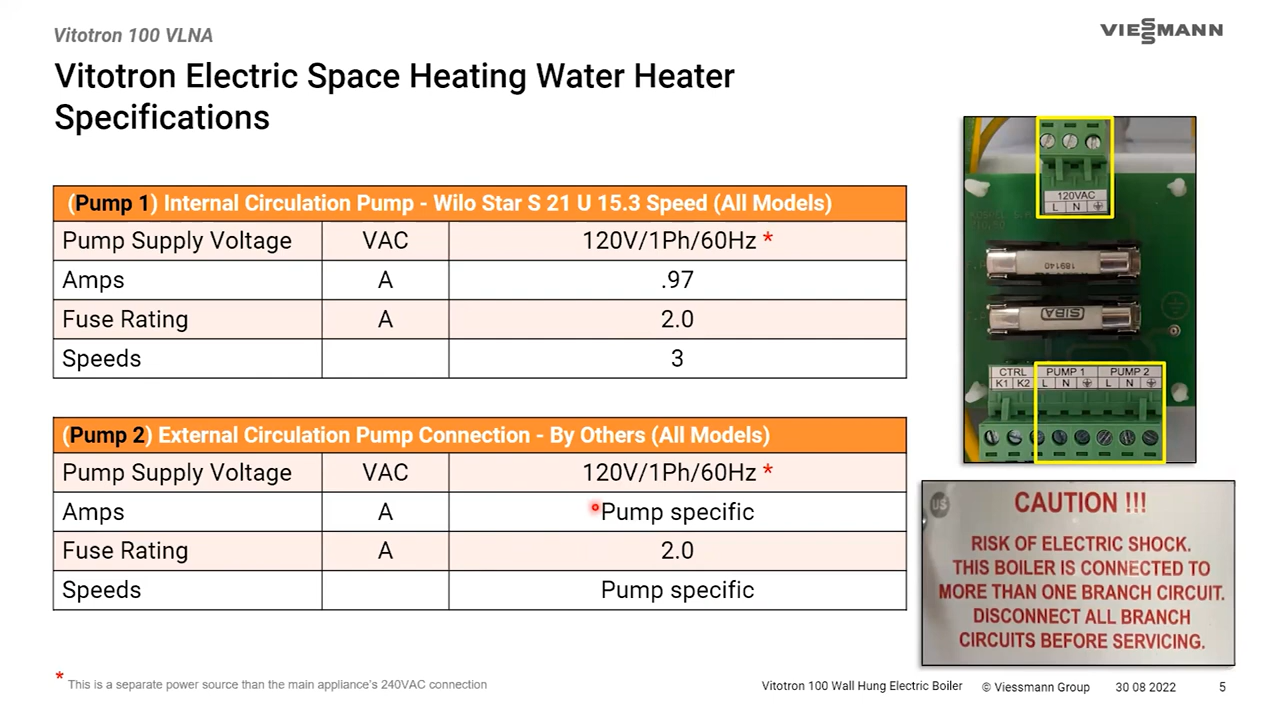 Vitotron 100 VLNA
VIESSMANN
Vitotron Electric Space Heating Water Heater
Specifications
(Pump 1) Internal Circulation Pump - Wilo Star S 21 U 15.3 Speed (All Models)
Pump Supply Voltage VAC 120V/1Ph/60Hz *
Amps A .97
Fuse Rating A 2.0
Speeds 3
(Pump 2) External Circulation Pump Connection - By Others (All Models)
Pump Supply Voltage VAC 120V/1Ph/60Hz *
Amps A Pump specific
Fuse Rating A 2.0
Speeds Pump specific
120VAC
L N
189140
SIBA
CTRL PUMP 1 PUMP 2
K1 K2 L N L N
US
CAUTION !!!
RISK OF ELECTRIC SHOCK.
THIS BOILER IS CONNECTED TO
MORE THAN ONE BRANCH CIRCUIT.
DISCONNECT ALL BRANCH
CIRCUITS BEFORE SERVICING.
* This is a separate power source than the main appliance's 240VAC connection
Vitotron 100 Wall Hung Electric Boiler © Viessmann Group 30 08 2022 5